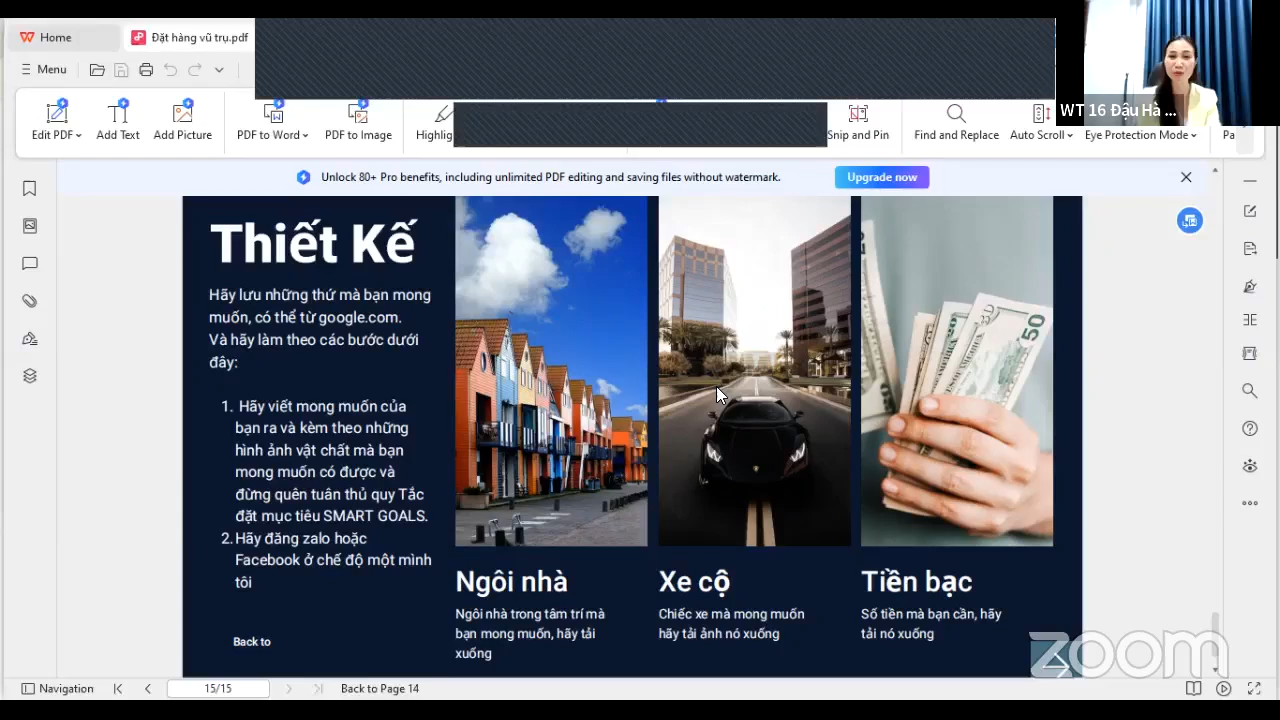 Home
Đặt hàng vũ trụ.pdf
WT 16 Đậu Hà ...
Menu
Edit PDF
Add Text
Add Picture
PDF to Word
PDF to Image
Highlig
Snip and Pin
Find and Replace
Auto Scroll
Eye Protection Mode
Pa
Unlock 80+ Pro benefits, including unlimited PDF editing and saving files without watermark.
Upgrade now
Thiết Kế
Hãy lưu những thứ mà bạn mong
muốn, có thể từ google.com.
Và hãy làm theo các bước dưới
đây:
1. Hãy viết mong muốn của
bạn ra và kèm theo những
hình ảnh vật chất mà bạn
mong muốn có được và
đừng quên tuân thủ quy Tắc
đặt mục tiêu SMART GOALS.
2. Hãy đăng zalo hoặc
Facebook ở chế độ một mình
tôi
Back to
50
Ngôi nhà
Ngôi nhà trong tâm trí mà
bạn mong muốn, hãy tải
xuống
Xe cộ
Chiếc xe mà mong muốn
hãy tải ảnh nó xuống
Tiền bạc
Số tiền mà bạn cần, hãy
tải nó xuống
zoom
Navigation
15/15
Back to Page 14